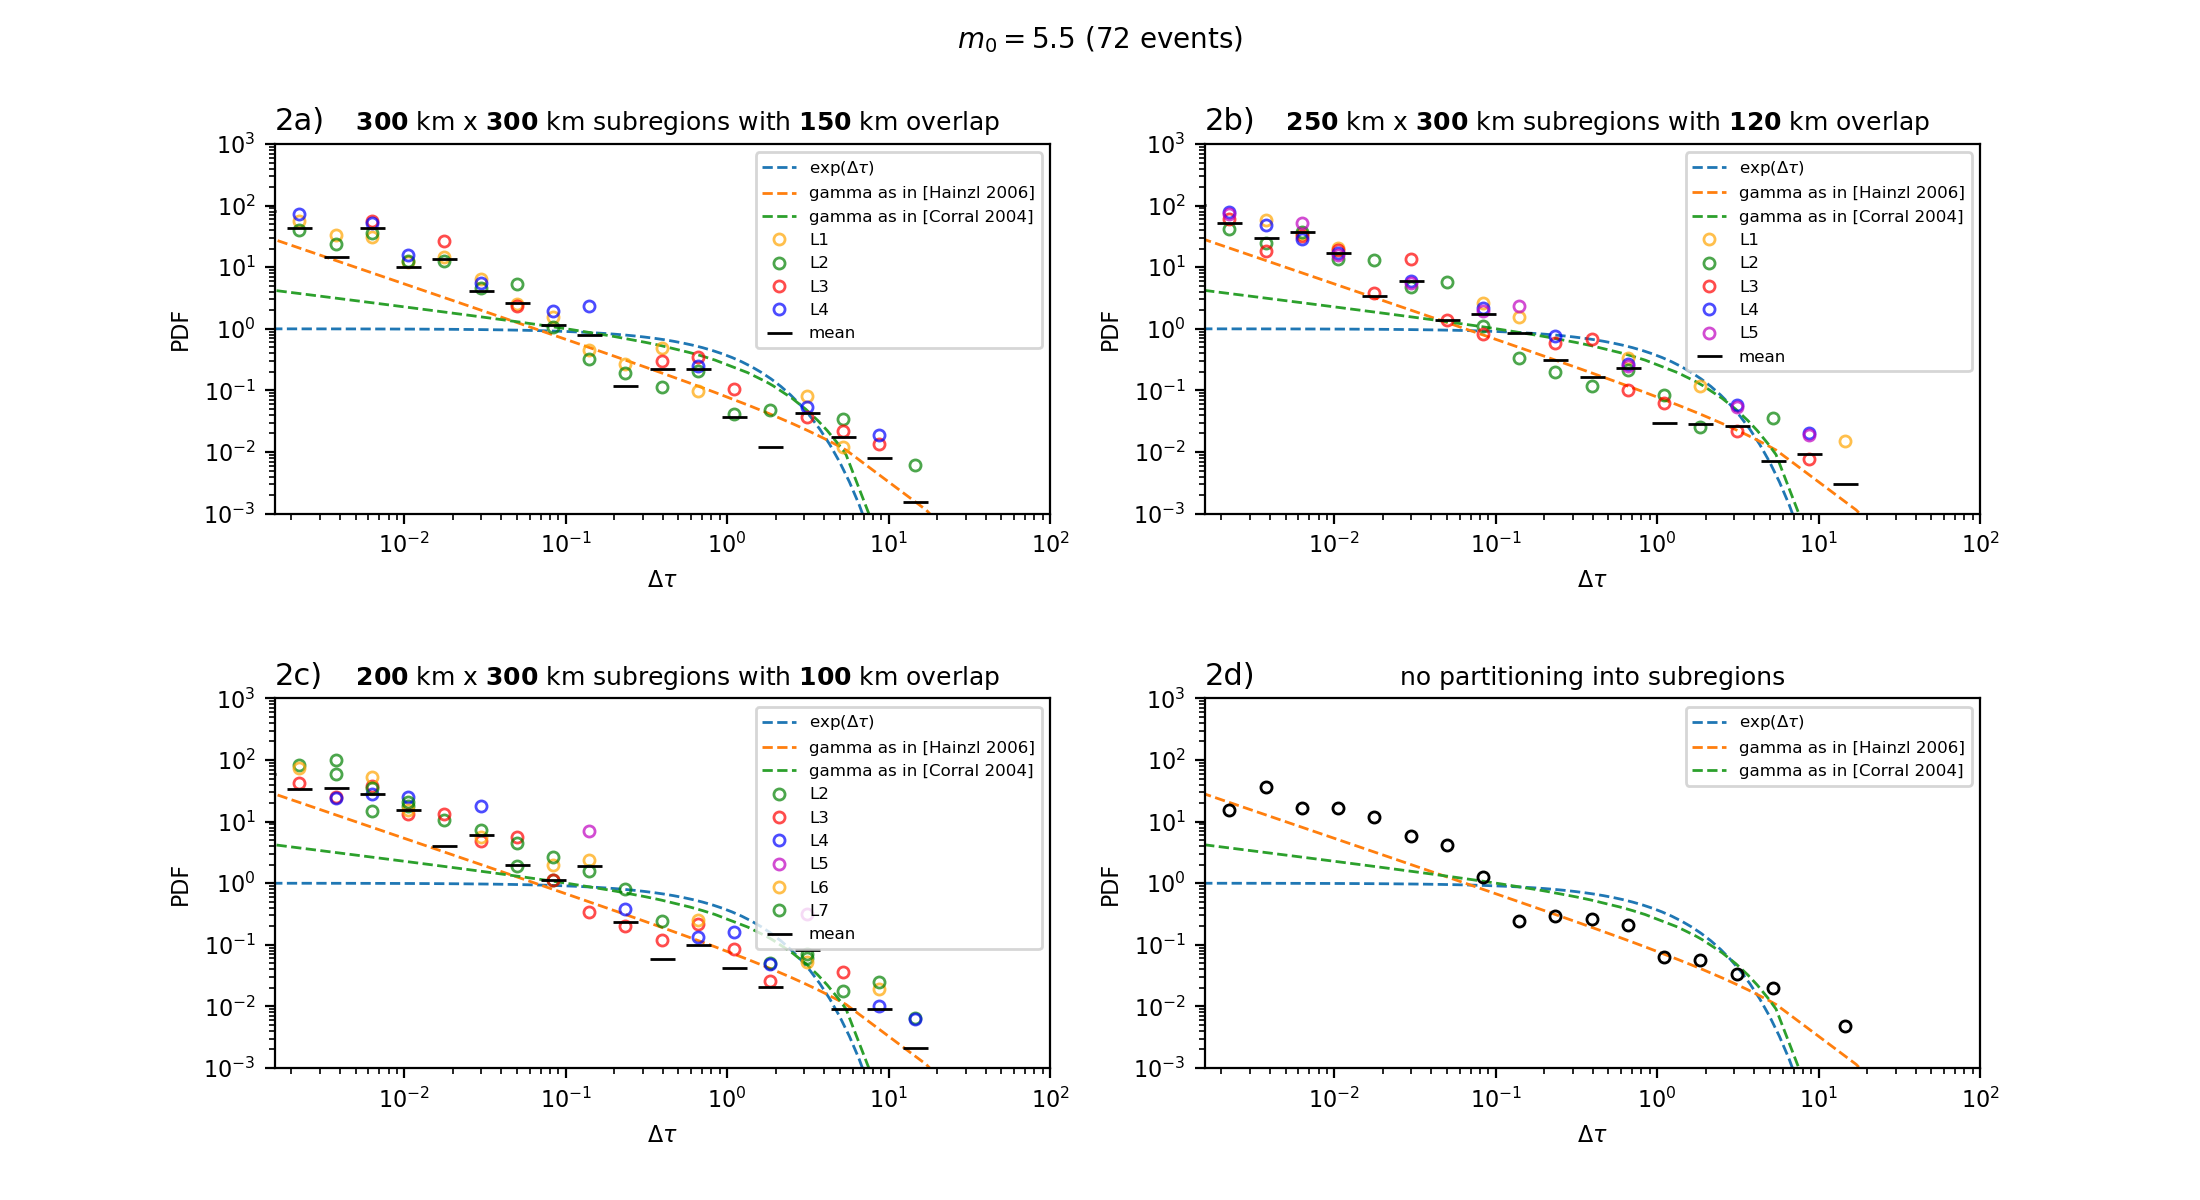 m₀ = 5.5 (72 events)
2a) 300 km x 300 km subregions with 150 km overlap
10³
10²
10¹
10⁰
10⁻¹
10⁻²
10⁻³
PDF
exp(Δτ)
gamma as in [Hainzl 2006]
gamma as in [Corral 2004]
L1
L2
L3
L4
mean
10⁻² 10⁻¹ 10⁰ 10¹ 10²
Δτ
2b) 250 km x 300 km subregions with 120 km overlap
10³
10²
10¹
10⁰
10⁻¹
10⁻²
10⁻³
PDF
exp(Δτ)
gamma as in [Hainzl 2006]
gamma as in [Corral 2004]
L1
L2
L3
L4
L5
mean
10⁻² 10⁻¹ 10⁰ 10¹ 10²
Δτ
2c) 200 km x 300 km subregions with 100 km overlap
10³
10²
10¹
10⁰
10⁻¹
10⁻²
10⁻³
PDF
exp(Δτ)
gamma as in [Hainzl 2006]
gamma as in [Corral 2004]
L2
L3
L4
L5
L6
L7
mean
10⁻² 10⁻¹ 10⁰ 10¹ 10²
Δτ
2d) no partitioning into subregions
10³
10²
10¹
10⁰
10⁻¹
10⁻²
10⁻³
PDF
exp(Δτ)
gamma as in [Hainzl 2006]
gamma as in [Corral 2004]
10⁻² 10⁻¹ 10⁰ 10¹ 10²
Δτ